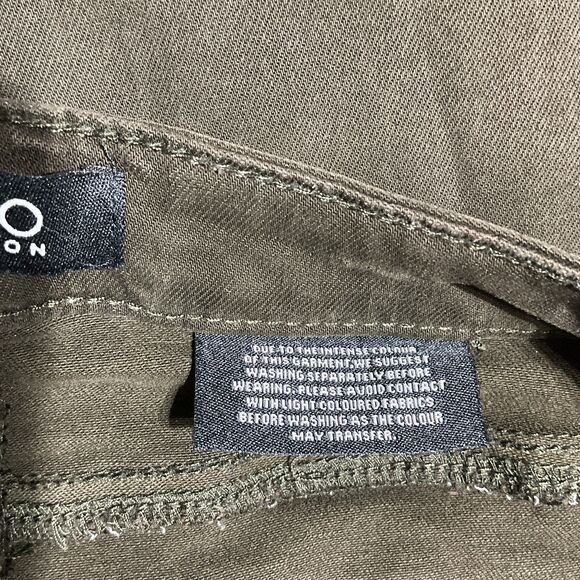 O
ON
DUE TO THE INTENSE COLOUR
OF THIS GARMENT, WE SUGGEST
WASHING SEPARATELY BEFORE
WEARING. PLEASE AVOID CONTACT
WITH LIGHT COLOURED FABRICS
BEFORE WASHING AS THE COLOUR
MAY TRANSFER.